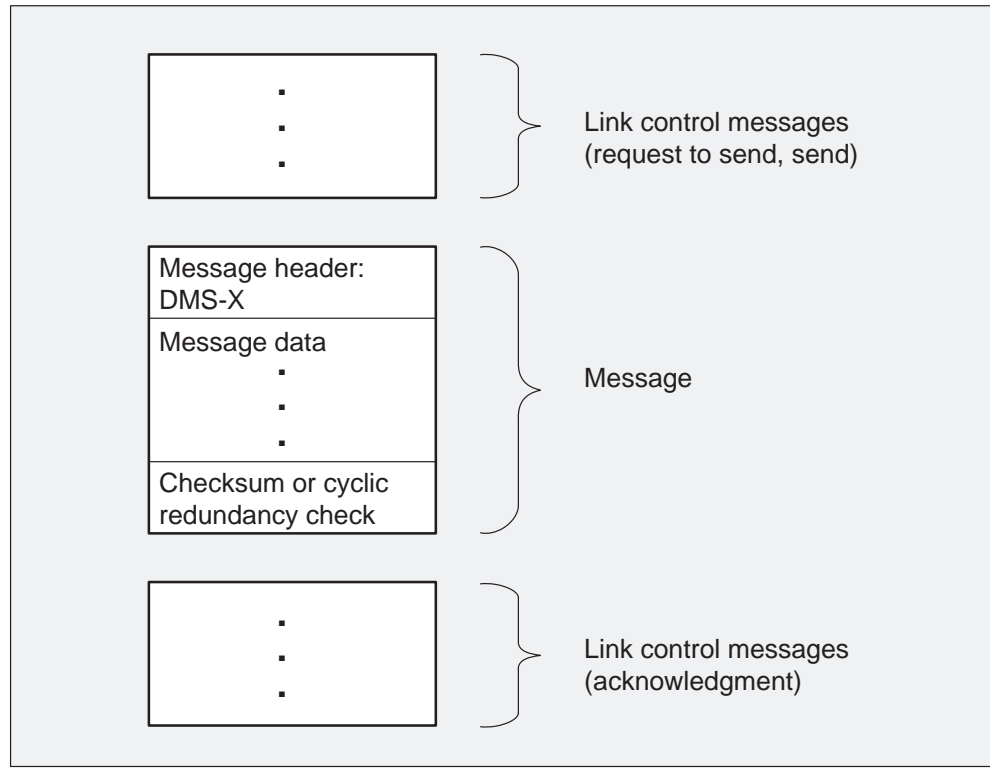 Link control messages
(request to send, send)
Message header:
DMS-X
Message data
Message
Checksum or cyclic
redundancy check
Link control messages
(acknowledgment)